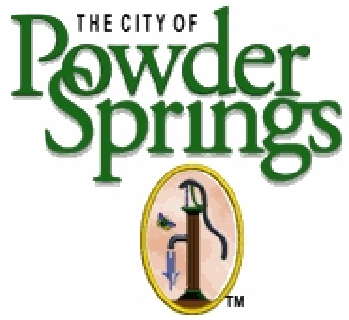 THE CITY OF
Powder
Springs
TM